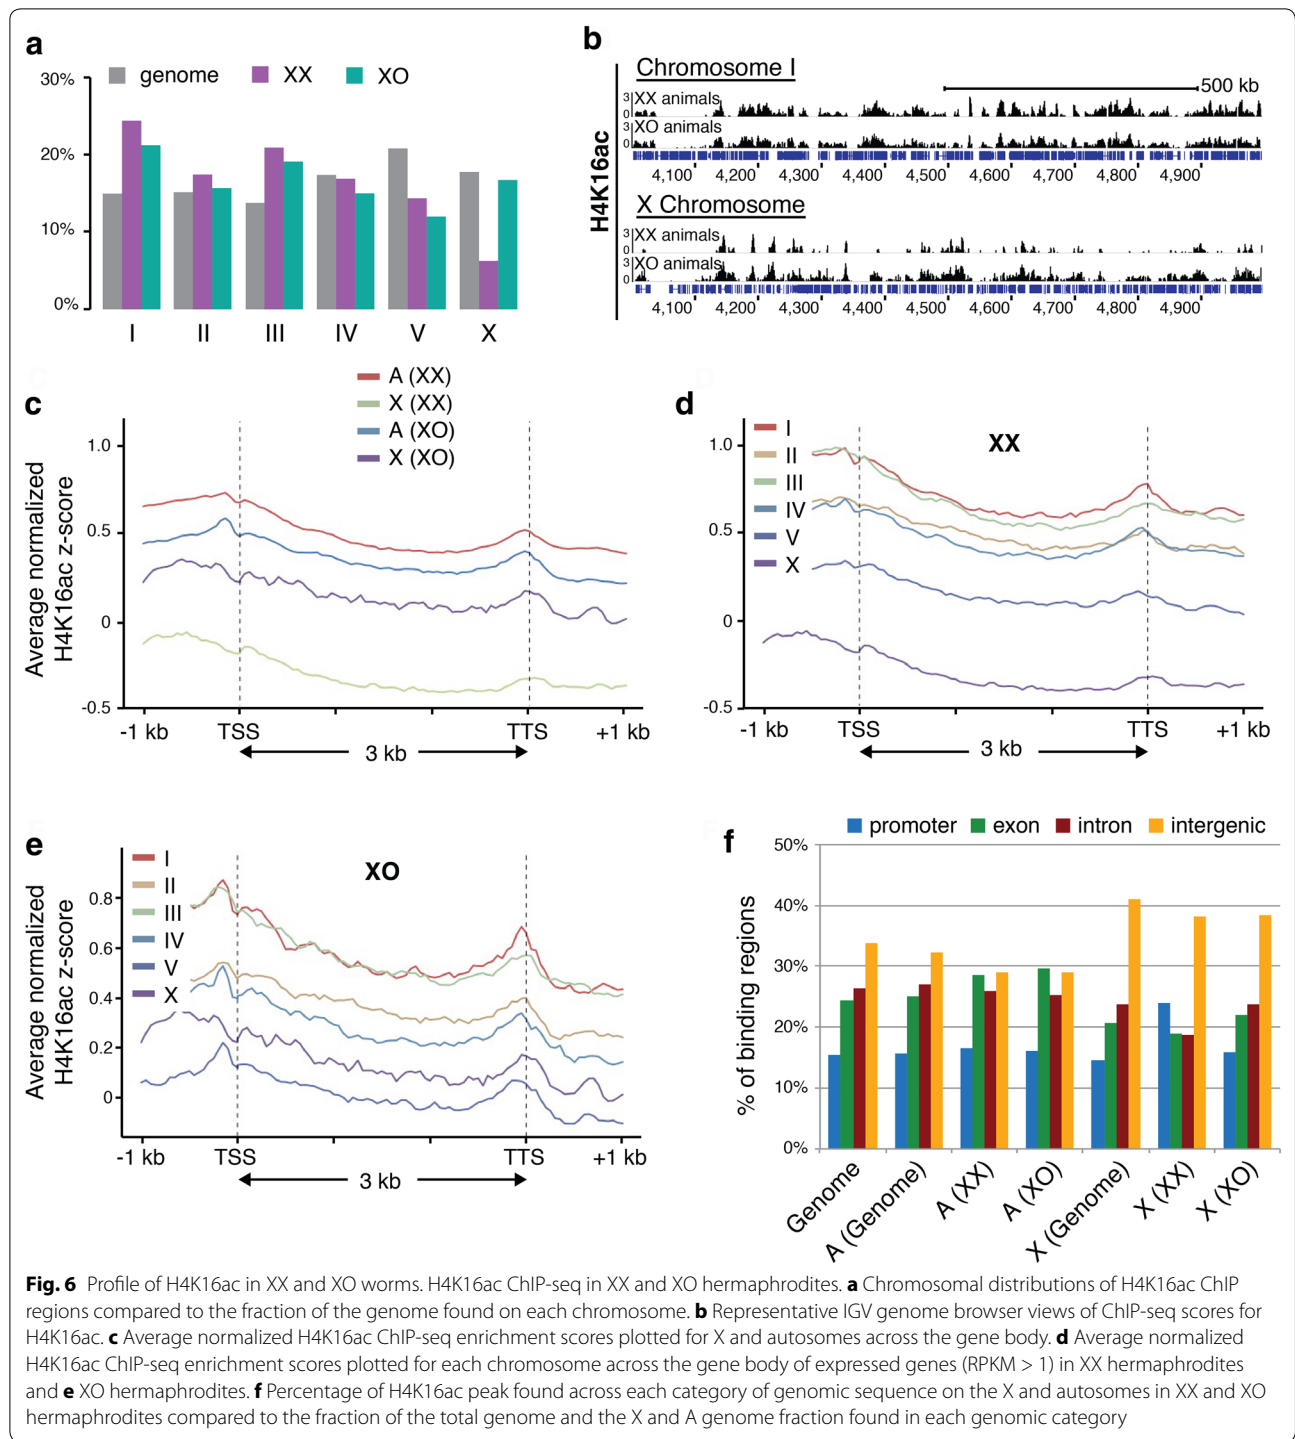 a
genome XX XO
30%
20%
10%
0%
I II III IV V X
b
H4K16ac
Chromosome I
500 kb
3 XX animals
0
3 XO animals
0
4,100 4,200 4,300 4,400 4,500 4,600 4,700 4,800 4,900
X Chromosome
3 XX animals
0
3 XO animals
0
4,100 4,200 4,300 4,400 4,500 4,600 4,700 4,800 4,900
c
A (XX)
X (XX)
A (XO)
X (XO)
Average normalized
H4K16ac z-score
1.0
0.5
0
-0.5
-1 kb TSS TTS +1 kb
3 kb
d
XX
I
II
III
IV
V
X
1.0
0.5
0
-0.5
-1 kb TSS TTS +1 kb
3 kb
e
XO
I
II
III
IV
V
X
Average normalized
H4K16ac z-score
0.8
0.6
0.4
0.2
0
-1 kb TSS TTS +1 kb
3 kb
f
promoter exon intron intergenic
% of binding regions
50%
40%
30%
20%
10%
0%
Genome
A (Genome)
A (XX)
A (XO)
X (Genome)
X (XX)
X (XO)
Fig. 6 Profile of H4K16ac in XX and XO worms. H4K16ac ChIP-seq in XX and XO hermaphrodites. a Chromosomal distributions of H4K16ac ChIP
regions compared to the fraction of the genome found on each chromosome. b Representative IGV genome browser views of ChIP-seq scores for
H4K16ac. c Average normalized H4K16ac ChIP-seq enrichment scores plotted for X and autosomes across the gene body. d Average normalized
H4K16ac ChIP-seq enrichment scores plotted for each chromosome across the gene body of expressed genes (RPKM > 1) in XX hermaphrodites
and e XO hermaphrodites. f Percentage of H4K16ac peak found across each category of genomic sequence on the X and autosomes in XX and XO
hermaphrodites compared to the fraction of the total genome and the X and A genome fraction found in each genomic category